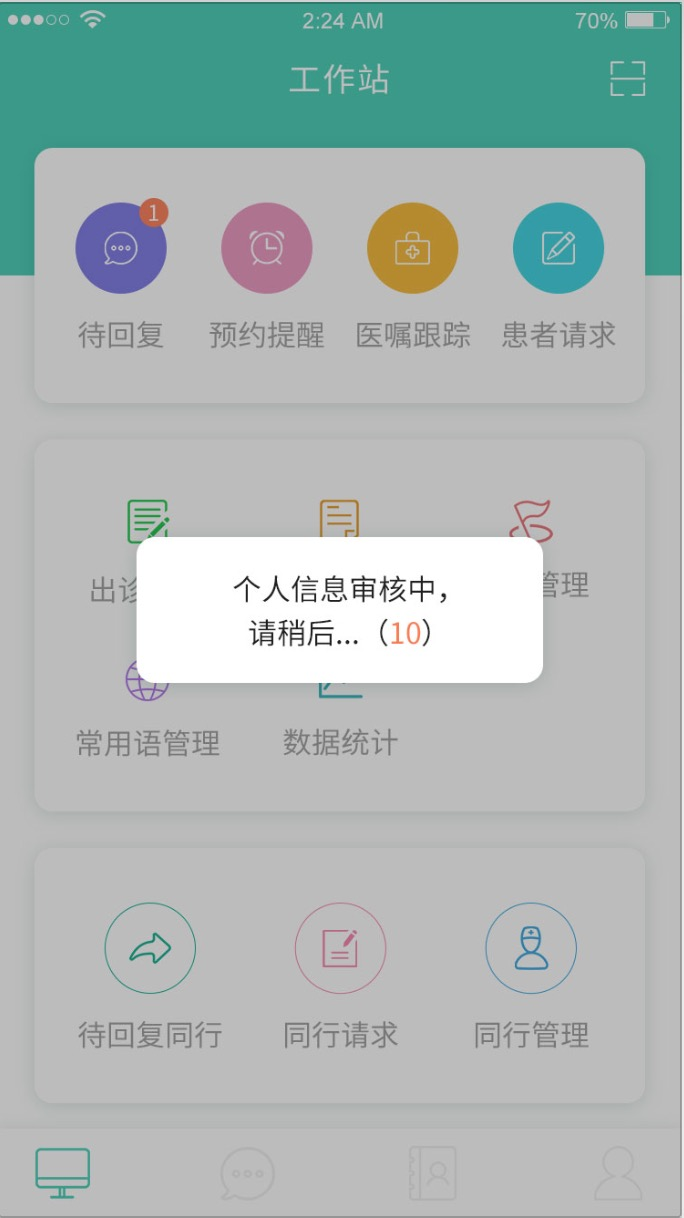 2:24 AM 70%
工作站
1
待回复 预约提醒 医嘱跟踪 患者请求
出诊 管理
个人信息审核中，
请稍后...（10）
常用语管理 数据统计
待回复同行 同行请求 同行管理